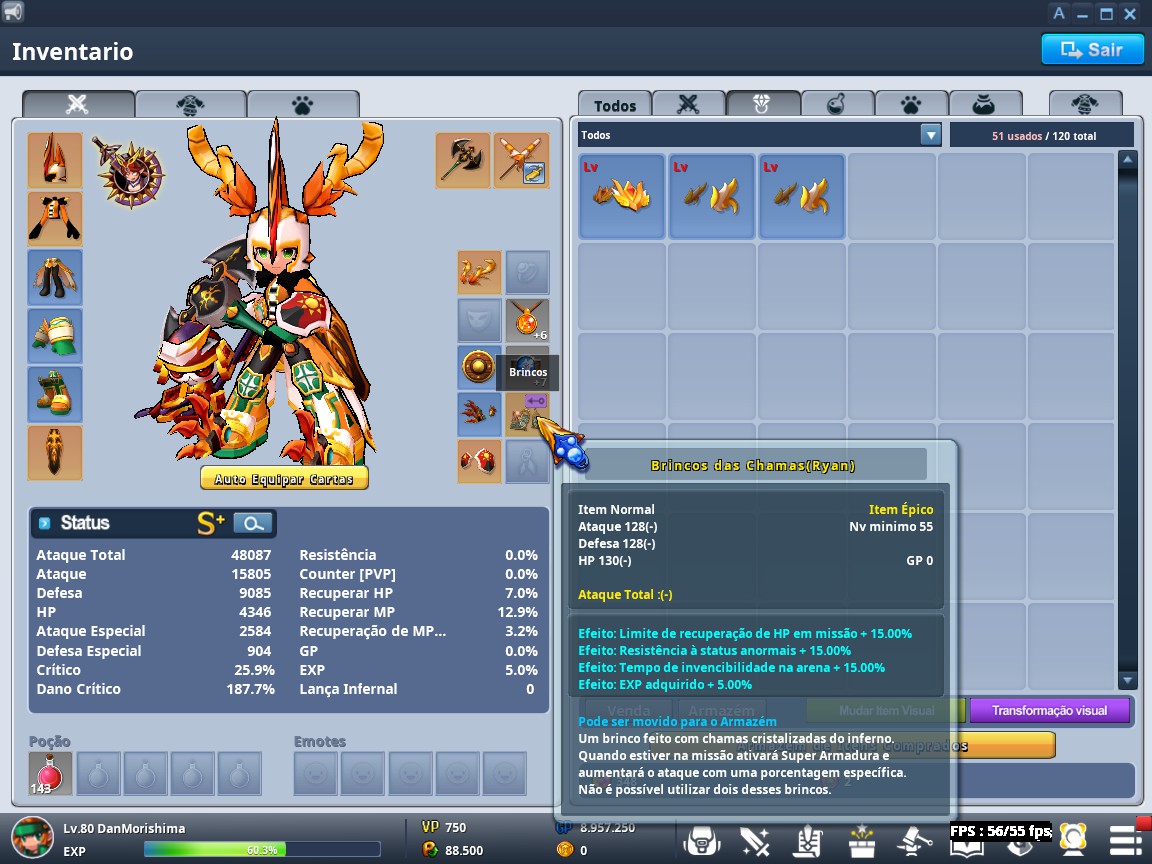 A
Inventario
Sair
Todos
Todos
51 usados / 120 total
Lv
Lv
Lv
+6
Brincos
+7
Auto Equipar Cartas
Brincos das Chamas(Ryan)
Item Normal
Item Épico
Ataque 128(-)
Nv minimo 55
Defesa 128(-)
HP 130(-)
GP 0
Ataque Total :(-)
Efeito: Limite de recuperação de HP em missão + 15.00%
Efeito: Resistência à status anormais + 15.00%
Efeito: Tempo de invencibilidade na arena + 15.00%
Efeito: EXP adquirido + 5.00%
Pode ser movido para o Armazém
Um brinco feito com chamas cristalizadas do inferno.
Quando estiver na missão ativará Super Armadura e
aumentará o ataque com uma porcentagem específica.
Não é possível utilizar dois desses brincos.
Status
S+
Ataque Total 48087
Ataque 15805
Defesa 9085
HP 4346
Ataque Especial 2584
Defesa Especial 904
Crítico 25.9%
Dano Crítico 187.7%
Resistência 0.0%
Counter [PVP] 0.0%
Recuperar HP 7.0%
Recuperar MP 12.9%
Recuperação de MP... 3.2%
GP 0.0%
EXP 5.0%
Lança Infernal 0
Venda
Armazém
Mudar Item Visual
Transformação visual
Armazém de Itens Comprados
Poção
143
Emotes
Lv.80 DanMorishima
EXP
60.3%
VP 750
88.500
GP 8.957.250
0
FPS : 56/55 fps